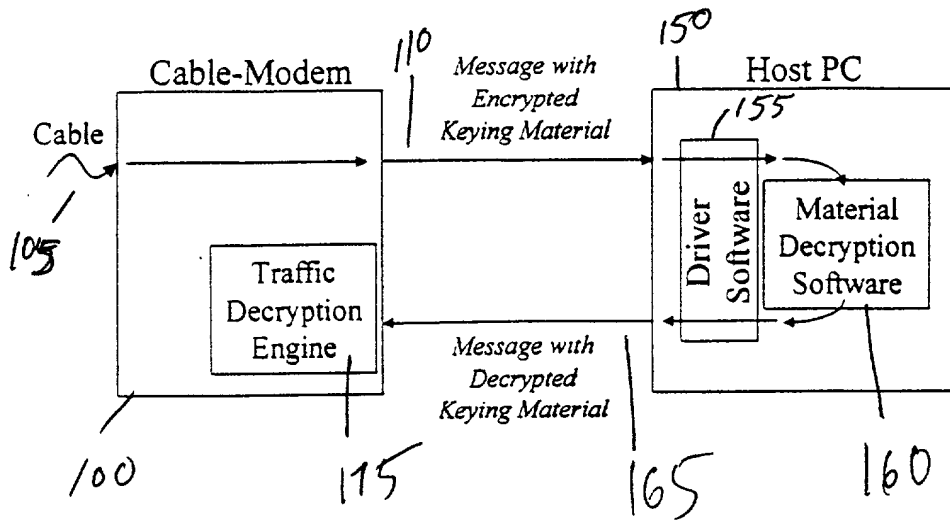 110
150
Cable-Modem
Message with
Encrypted
Keying Material
Host PC
155
Cable
105
Driver
Software
Material
Decryption
Software
Traffic
Decryption
Engine
Message with
Decrypted
Keying Material
100
175
165
160